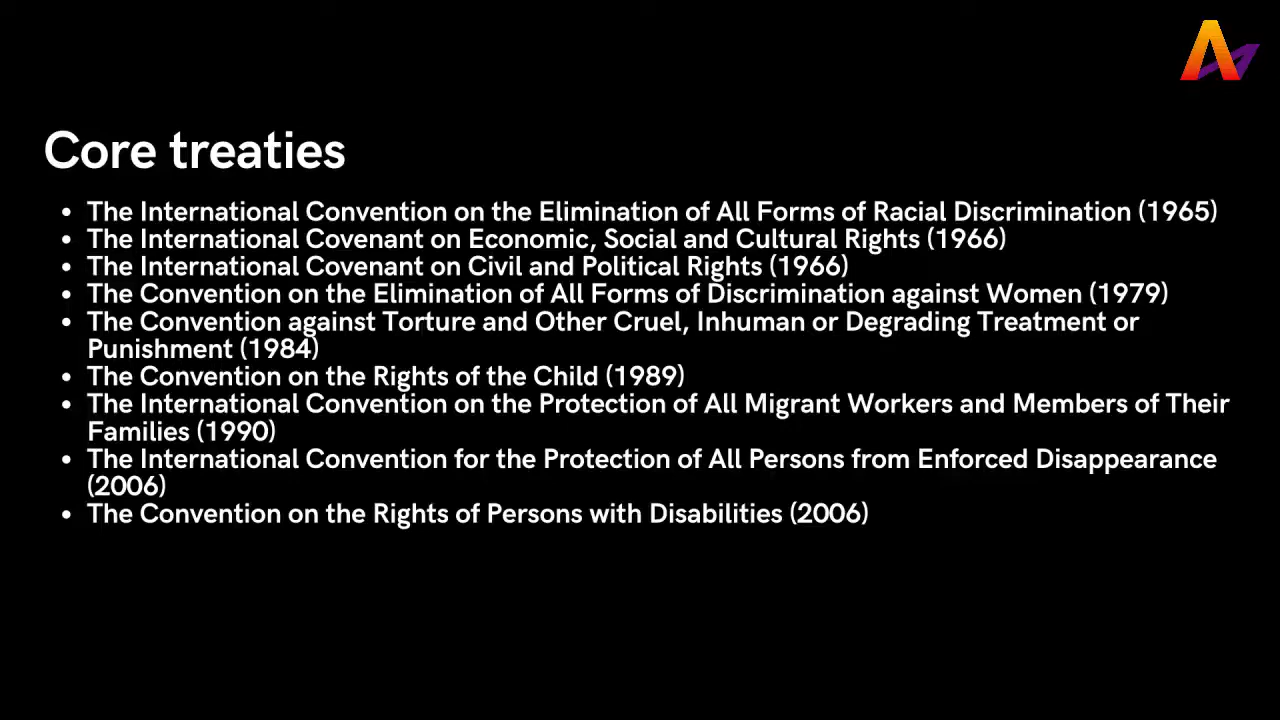 Core treaties
• The International Convention on the Elimination of All Forms of Racial Discrimination (1965)
• The International Covenant on Economic, Social and Cultural Rights (1966)
• The International Covenant on Civil and Political Rights (1966)
• The Convention on the Elimination of All Forms of Discrimination against Women (1979)
• The Convention against Torture and Other Cruel, Inhuman or Degrading Treatment or
Punishment (1984)
• The Convention on the Rights of the Child (1989)
• The International Convention on the Protection of All Migrant Workers and Members of Their
Families (1990)
• The International Convention for the Protection of All Persons from Enforced Disappearance
(2006)
• The Convention on the Rights of Persons with Disabilities (2006)